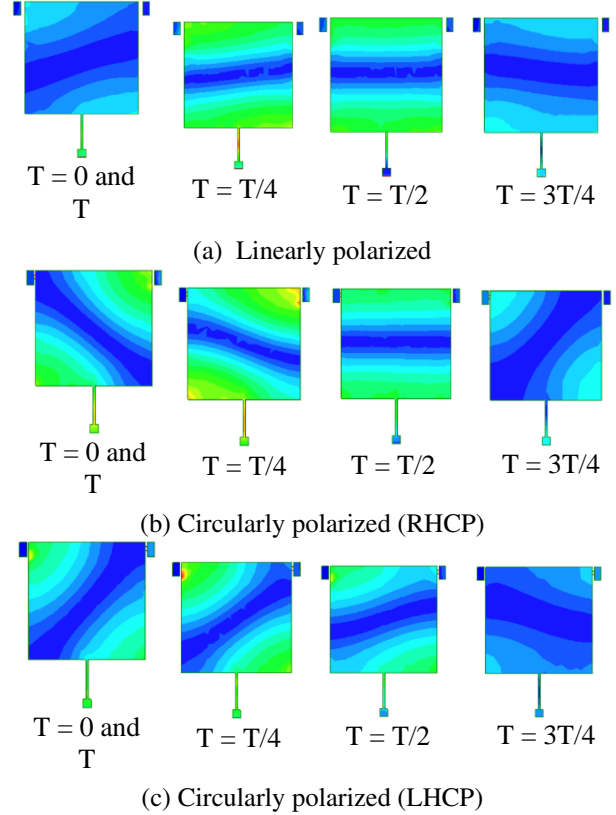 T = 0 and
T
T = T/4
T = T/2
T = 3T/4
(a) Linearly polarized
T = 0 and
T
T = T/4
T = T/2
T = 3T/4
(b) Circularly polarized (RHCP)
T = 0 and
T
T = T/4
T = T/2
T = 3T/4
(c) Circularly polarized (LHCP)